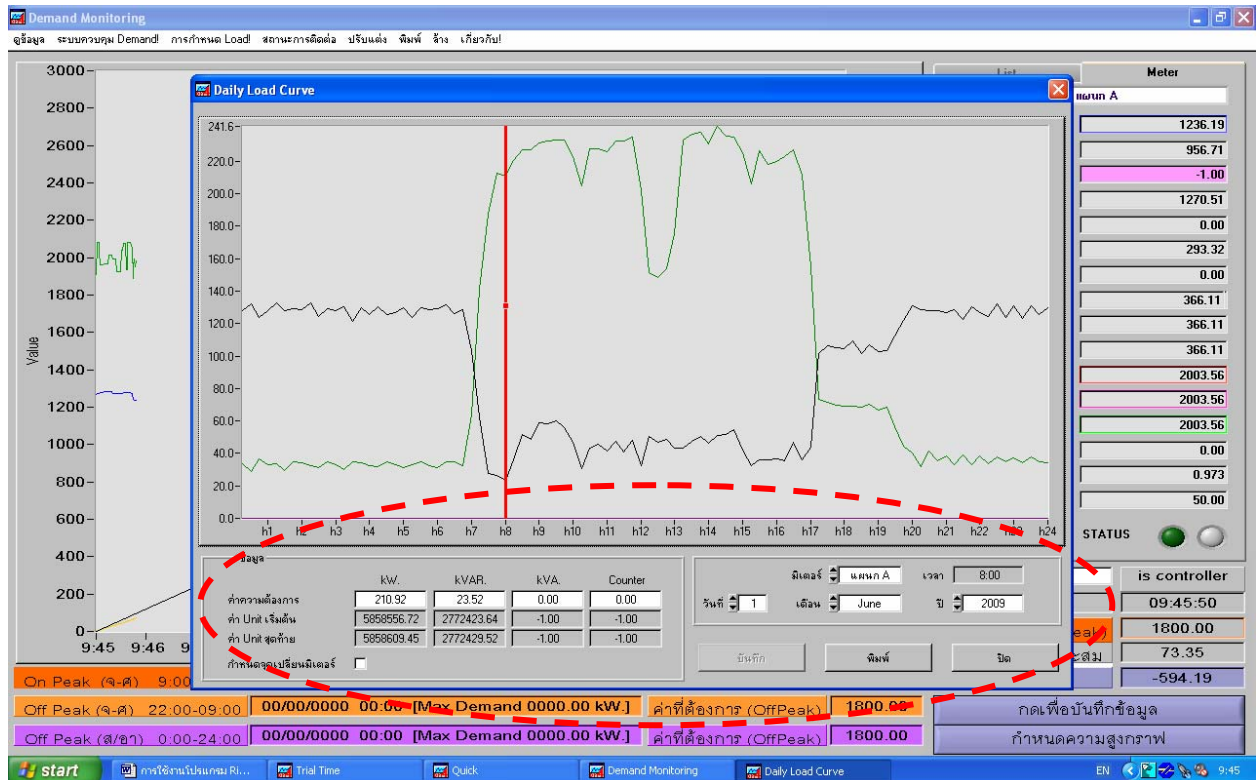 Demand Monitoring
ดูข้อมูล ระบบควบคุม Demand! การกำหนด Load! สถานะการติดต่อ ปรับแต่ง พิมพ์ ล้าง เกี่ยวกับ!
List Meter
แผนก A
3000
2800
2600
2400
2200
2000
1800
1600
1400
1200
1000
800
600
400
200
0
Value
9:45 9:46
Daily Load Curve
241.6
220.0
200.0
180.0
160.0
140.0
120.0
100.0
80.0
60.0
40.0
20.0
0.0
h1 h2 h3 h4 h5 h6 h7 h8 h9 h10 h11 h12 h13 h14 h15 h16 h17 h18 h19 h20 h21 h22 h23 h24
1236.19
956.71
-1.00
1270.51
0.00
293.32
0.00
366.11
366.11
366.11
2003.56
2003.56
2003.56
0.00
0.973
50.00
STATUS
ข้อมูล
kW. kVAR. kVA. Counter
ค่าความต้องการ 210.92 23.52 0.00 0.00
ค่า Unit เริ่มต้น 5858556.72 2772423.64 -1.00 -1.00
ค่า Unit สุดท้าย 5858609.45 2772429.52 -1.00 -1.00
กำหนดจุดเปลี่ยนมิเตอร์
มิเตอร์ แผนก A เวลา 8:00
วันที่ 1 เดือน June ปี 2009
บันทึก พิมพ์ ปิด
is controller
09:45:50
1800.00
73.35
-594.19
On Peak (จ-ศ) 9:00
Off Peak (จ-ศ) 22:00-09:00 00/00/0000 00:00 [Max Demand 0000.00 kW.] ค่าที่ต้องการ (OffPeak) 1800.00
กดเพื่อบันทึกข้อมูล
Off Peak (ส/อา) 0:00-24:00 00/00/0000 00:00 [Max Demand 0000.00 kW.] ค่าที่ต้องการ (OffPeak) 1800.00
กำหนดความสูงกราฟ
start การใช้งานโปรแกรม Ri... Trial Time Quick Demand Monitoring Daily Load Curve EN 9:45